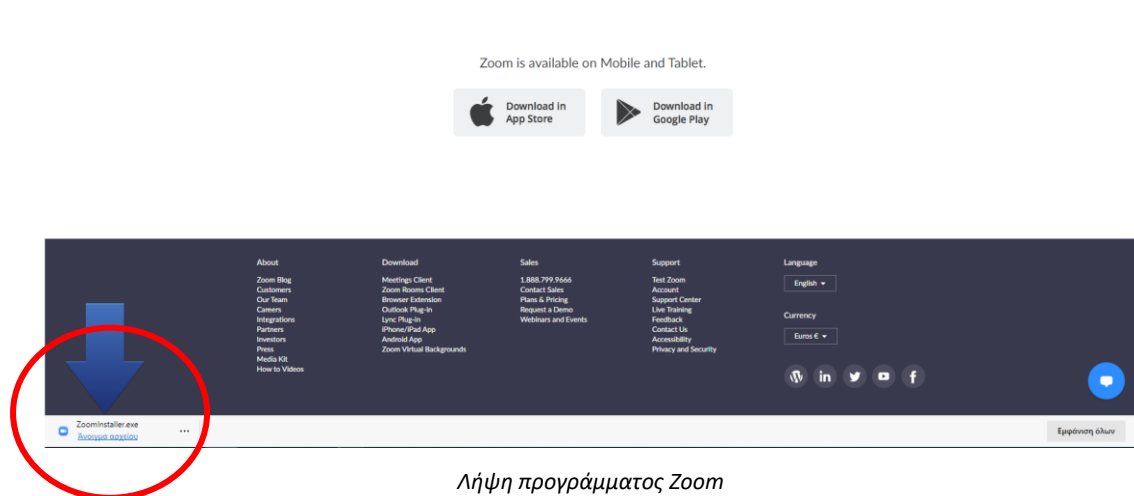 Zoom is available on Mobile and Tablet.
Download in
App Store
Download in
Google Play
About
Zoom Blog
Customers
Our Team
Careers
Integrations
Partners
Investors
Press
Media Kit
How to Videos
Download
Meetings Client
Zoom Rooms Client
Browser Extension
Outlook Plug-in
Lync Plug-in
iPhone/iPad App
Android App
Zoom Virtual Backgrounds
Sales
1.888.799.9666
Contact Sales
Plans & Pricing
Request a Demo
Webinars and Events
Support
Test Zoom
Account
Support Center
Live Training
Feedback
Contact Us
Accessibility
Privacy and Security
Language
English
Currency
Euros €
ZoomInstaller.exe
Άνοιγμα αρχείου
Εμφάνιση όλων
Λήψη προγράμματος Zoom